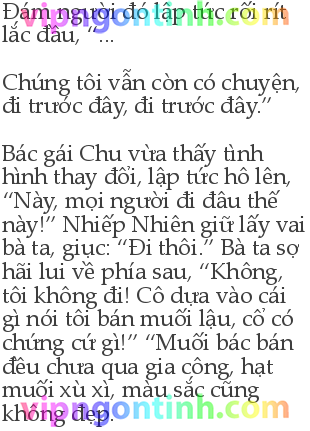 Đám người đó lập tức rối rít
lắc đầu, “...
Chúng tôi vẫn còn có chuyện,
đi trước đây, đi trước đây.”
Bác gái Chu vừa thấy tình
hình thay đổi, lập tức hô lên,
“Này, mọi người đi đâu thế
này!” Nhiếp Nhiên giữ lấy vai
bà ta, giục: “Đi thôi.” Bà ta sợ
hãi lui về phía sau, “Không,
tôi không đi! Cô dựa vào cái
gì nói tôi bán muối lậu, cổ có
chứng cứ gì!” “Muối bác bán
đều chưa qua gia công, hạt
muối xù xì, màu sắc cũng
không đẹp.
vipngontinh.com
vipngontinh.com